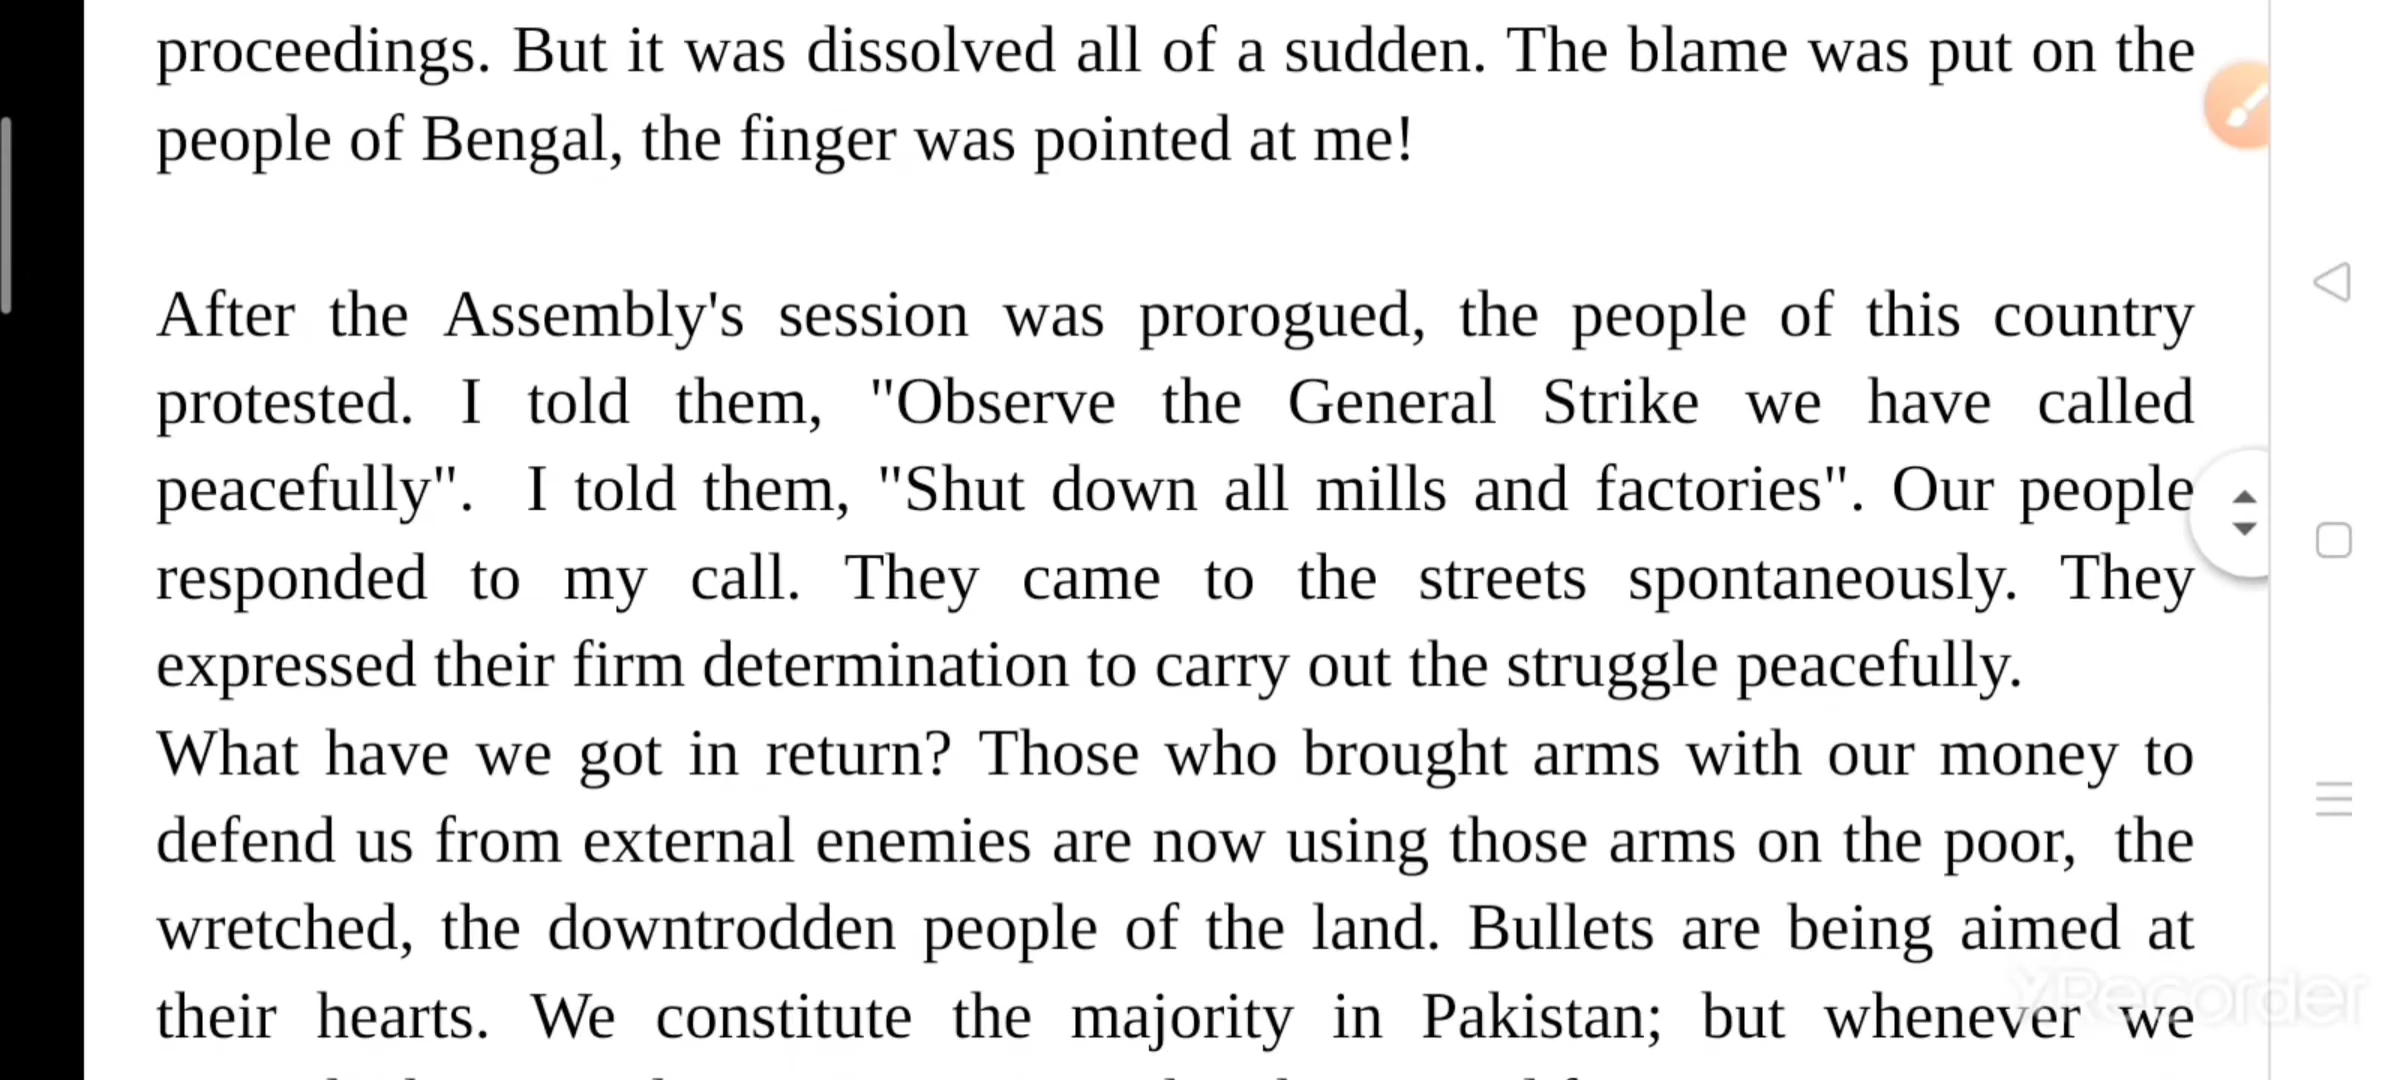 proceedings. But it was dissolved all of a sudden. The blame was put on the
people of Bengal, the finger was pointed at me!
After the Assembly's session was prorogued, the people of this country
protested. I told them, "Observe the General Strike we have called
peacefully". I told them, "Shut down all mills and factories". Our people
responded to my call. They came to the streets spontaneously. They
expressed their firm determination to carry out the struggle peacefully.
What have we got in return? Those who brought arms with our money to
defend us from external enemies are now using those arms on the poor, the
wretched, the downtrodden people of the land. Bullets are being aimed at
their hearts. We constitute the majority in Pakistan; but whenever we
XRecorder